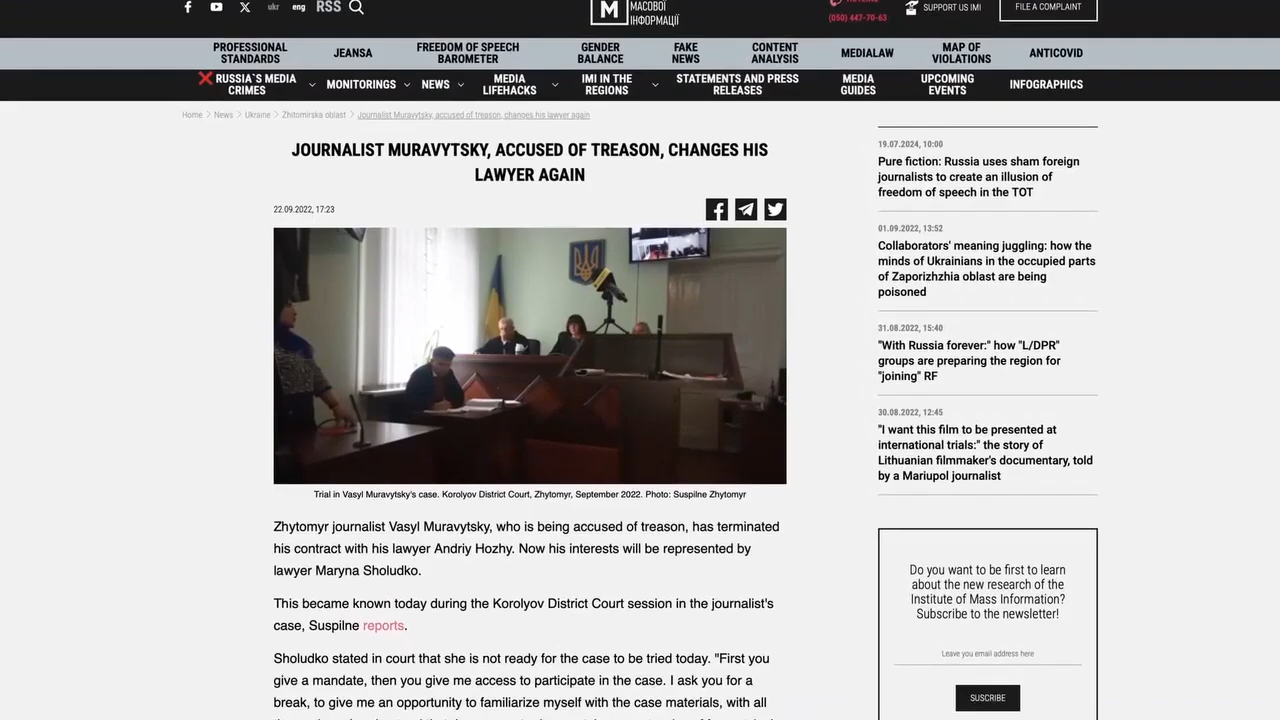 ukr
eng
RSS
М
МАСОВОЇ
ІНФОРМАЦІЇ
(050) 447-70-63
SUPPORT US IMI
FILE A COMPLAINT
PROFESSIONAL
STANDARDS
JEANSA
FREEDOM OF SPEECH
BAROMETER
GENDER
BALANCE
FAKE
NEWS
CONTENT
ANALYSIS
MEDIALAW
MAP OF
VIOLATIONS
ANTICOVID
RUSSIA`S MEDIA
CRIMES
MONITORINGS
NEWS
MEDIA
LIFEHACKS
IMI IN THE
REGIONS
STATEMENTS AND PRESS
RELEASES
MEDIA
GUIDES
UPCOMING
EVENTS
INFOGRAPHICS
Home > News > Ukraine > Zhitomirska oblast > Journalist Muravytsky, accused of treason, changes his lawyer again
JOURNALIST MURAVYTSKY, ACCUSED OF TREASON, CHANGES HIS
LAWYER AGAIN
22.09.2022, 17:23
Trial in Vasyl Muravytsky's case. Korolyov District Court, Zhytomyr, September 2022. Photo: Suspilne Zhytomyr
Zhytomyr journalist Vasyl Muravytsky, who is being accused of treason, has terminated
his contract with his lawyer Andriy Hozhy. Now his interests will be represented by
lawyer Maryna Sholudko.
This became known today during the Korolyov District Court session in the journalist's
case, Suspilne reports.
Sholudko stated in court that she is not ready for the case to be tried today. "First you
give a mandate, then you give me access to participate in the case. I ask you for a
break, to give me an opportunity to familiarize myself with the case materials, with all
19.07.2024, 10:00
Pure fiction: Russia uses sham foreign
journalists to create an illusion of
freedom of speech in the TOT
01.09.2022, 13:52
Collaborators' meaning juggling: how the
minds of Ukrainians in the occupied parts
of Zaporizhzhia oblast are being
poisoned
31.08.2022, 15:40
"With Russia forever:" how "L/DPR"
groups are preparing the region for
"joining" RF
30.08.2022, 12:45
"I want this film to be presented at
international trials:" the story of
Lithuanian filmmaker's documentary, told
by a Mariupol journalist
Do you want to be first to learn
about the new research of the
Institute of Mass Information?
Subscribe to the newsletter!
Leave you email address here
SUSCRIBE